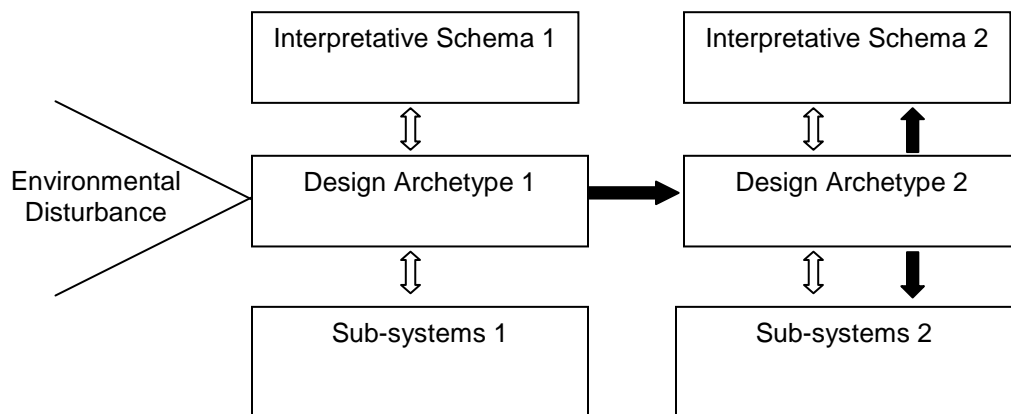 Interpretative Schema 1
Interpretative Schema 2
Environmental
Disturbance
Design Archetype 1
Design Archetype 2
Sub-systems 1
Sub-systems 2